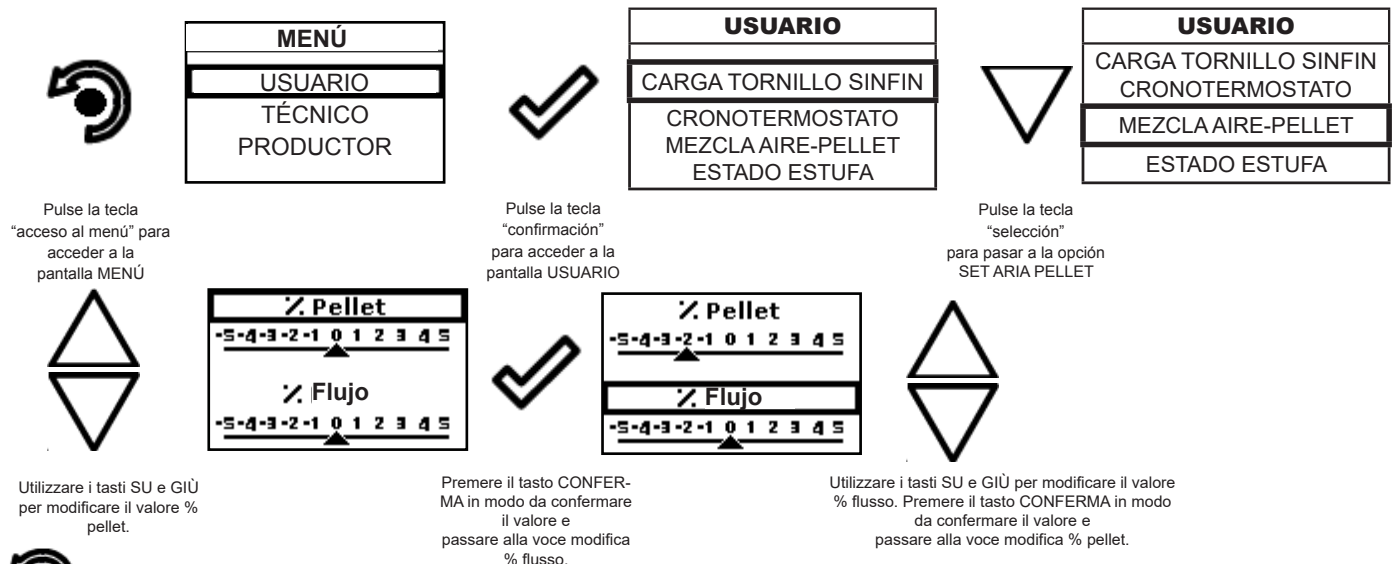 MENÚ
USUARIO
TÉCNICO
PRODUCTOR
USUARIO
CARGA TORNILLO SINFIN
CRONOTERMOSTATO
MEZCLA AIRE-PELLET
ESTADO ESTUFA
USUARIO
CARGA TORNILLO SINFIN
CRONOTERMOSTATO
MEZCLA AIRE-PELLET
ESTADO ESTUFA
Pulse la tecla
“acceso al menú” para
acceder a la
pantalla MENÚ
Pulse la tecla
“confirmación”
para acceder a la
pantalla USUARIO
Pulse la tecla
“selección”
para pasar a la opción
SET ARIA PELLET
% Pellet
-5-4-3-2-1 0 1 2 3 4 5
% Flujo
-5-4-3-2-1 0 1 2 3 4 5
% Pellet
-5-4-3-2-1 0 1 2 3 4 5
% Flujo
-5-4-3-2-1 0 1 2 3 4 5
Utilizzare i tasti SU e GIÙ
per modificare il valore %
pellet.
Premere il tasto CONFER-
MA in modo da confermare
il valore e
passare alla voce modifica
% flusso.
Utilizzare i tasti SU e GIÙ per modificare il valore
% flusso. Premere il tasto CONFERMA in modo
da confermare il valore e
passare alla voce modifica % pellet.